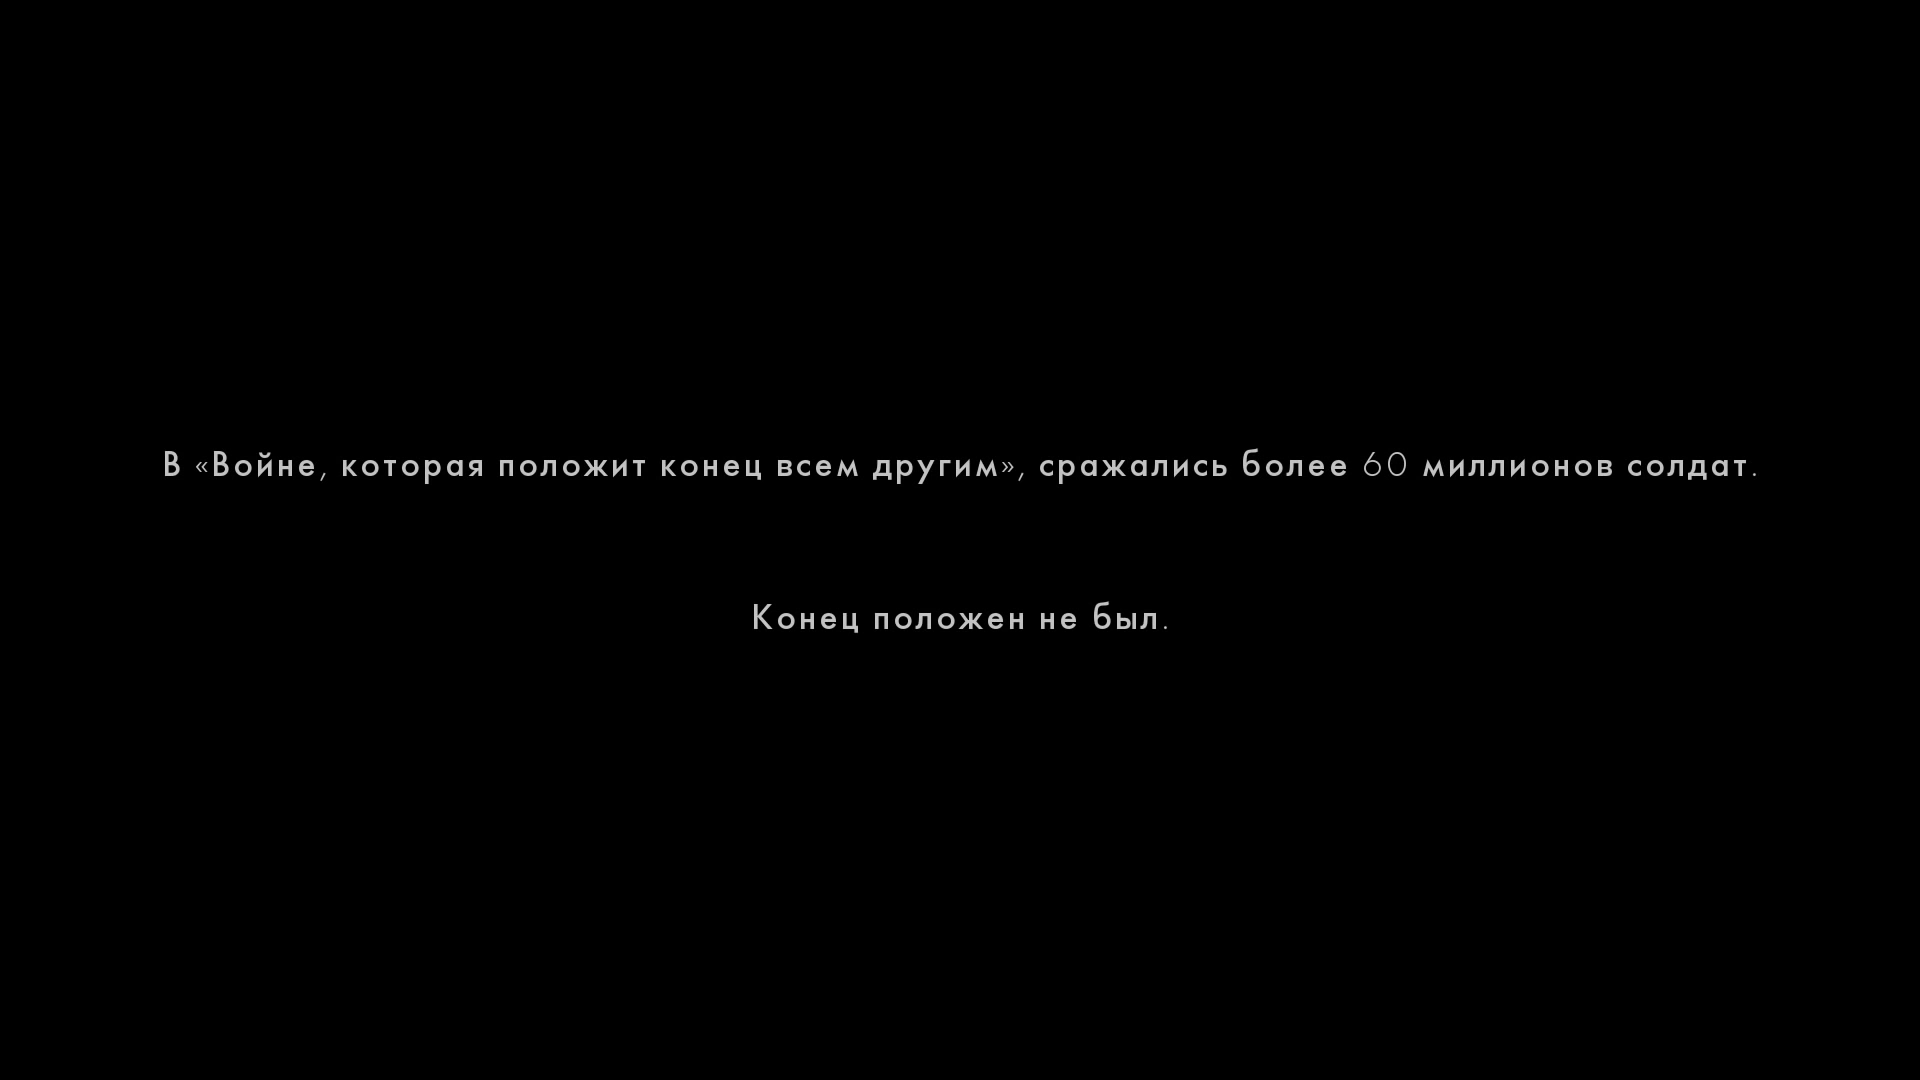 В «Войне, которая положит конец всем другим», сражались более 60 миллионов солдат.
Конец положен не был.